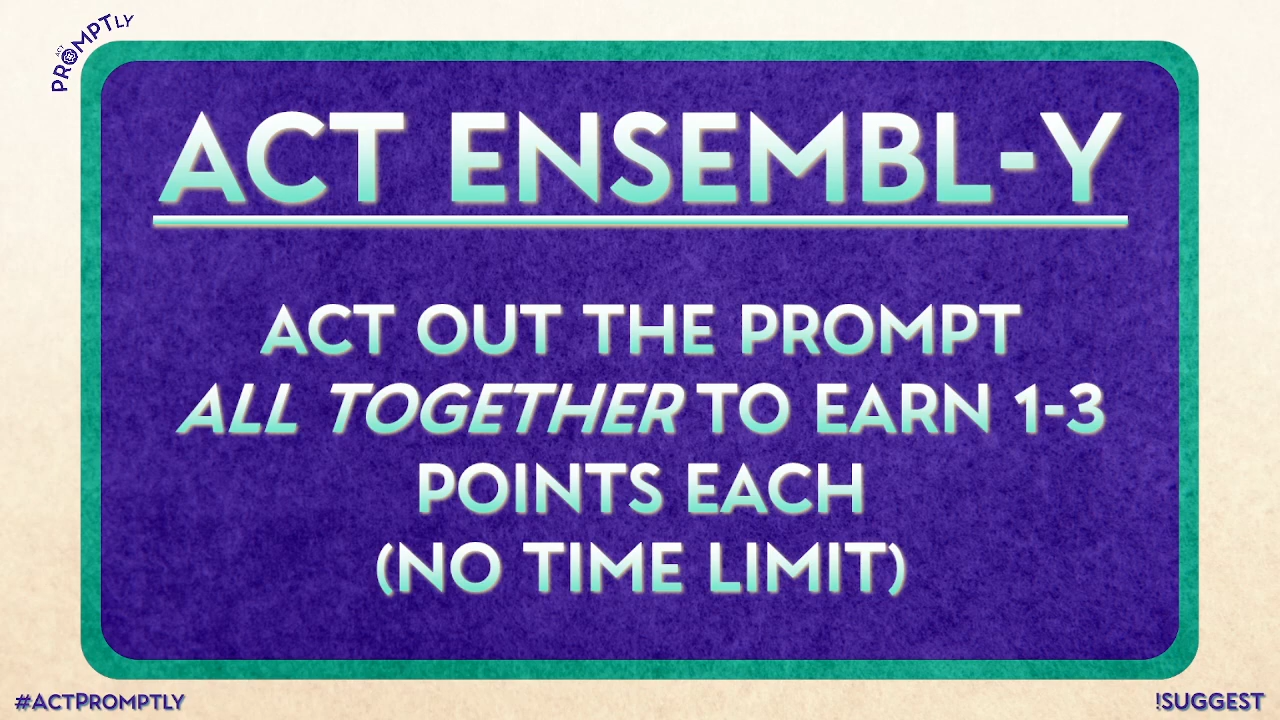 ACT PROMPTLY
ACT ENSEMBL-Y
ACT OUT THE PROMPT
ALL TOGETHER TO EARN 1-3
POINTS EACH
(NO TIME LIMIT)
#ACTPROMPTLY
!SUGGEST